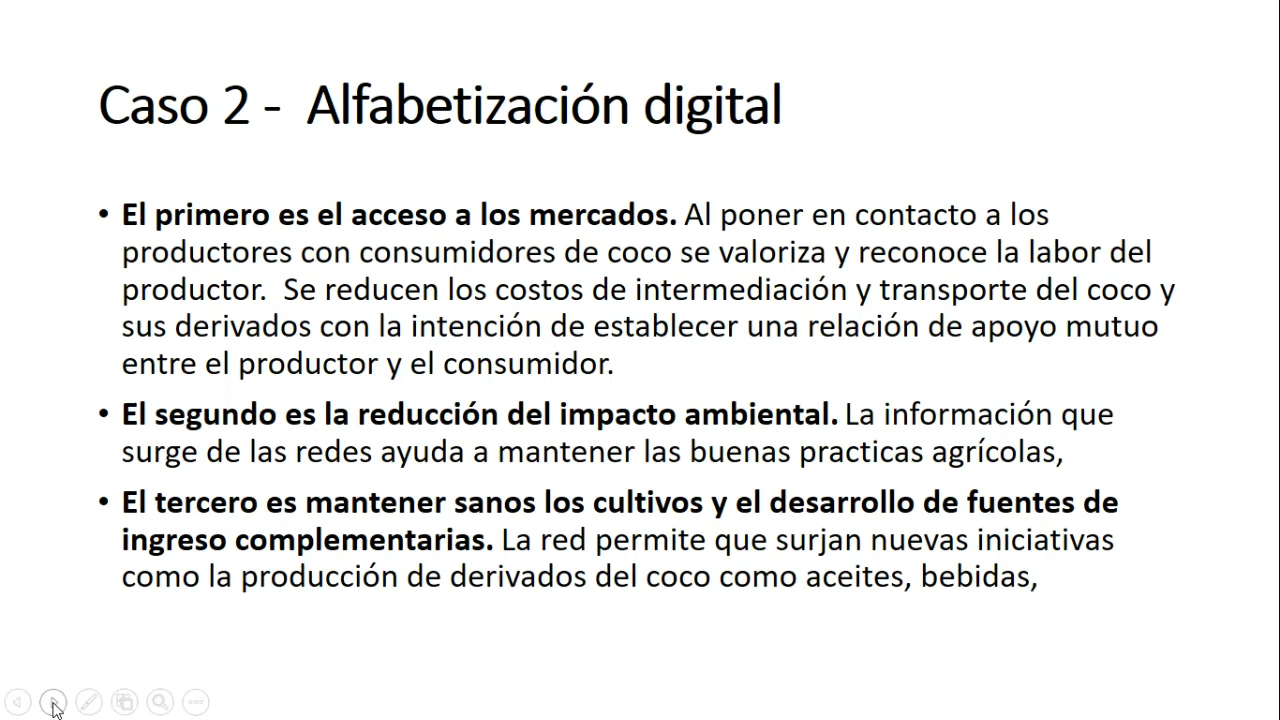 Caso 2 - Alfabetización digital
• El primero es el acceso a los mercados. Al poner en contacto a los
productores con consumidores de coco se valoriza y reconoce la labor del
productor. Se reducen los costos de intermediación y transporte del coco y
sus derivados con la intención de establecer una relación de apoyo mutuo
entre el productor y el consumidor.
• El segundo es la reducción del impacto ambiental. La información que
surge de las redes ayuda a mantener las buenas practicas agrícolas,
• El tercero es mantener sanos los cultivos y el desarrollo de fuentes de
ingreso complementarias. La red permite que surjan nuevas iniciativas
como la producción de derivados del coco como aceites, bebidas,